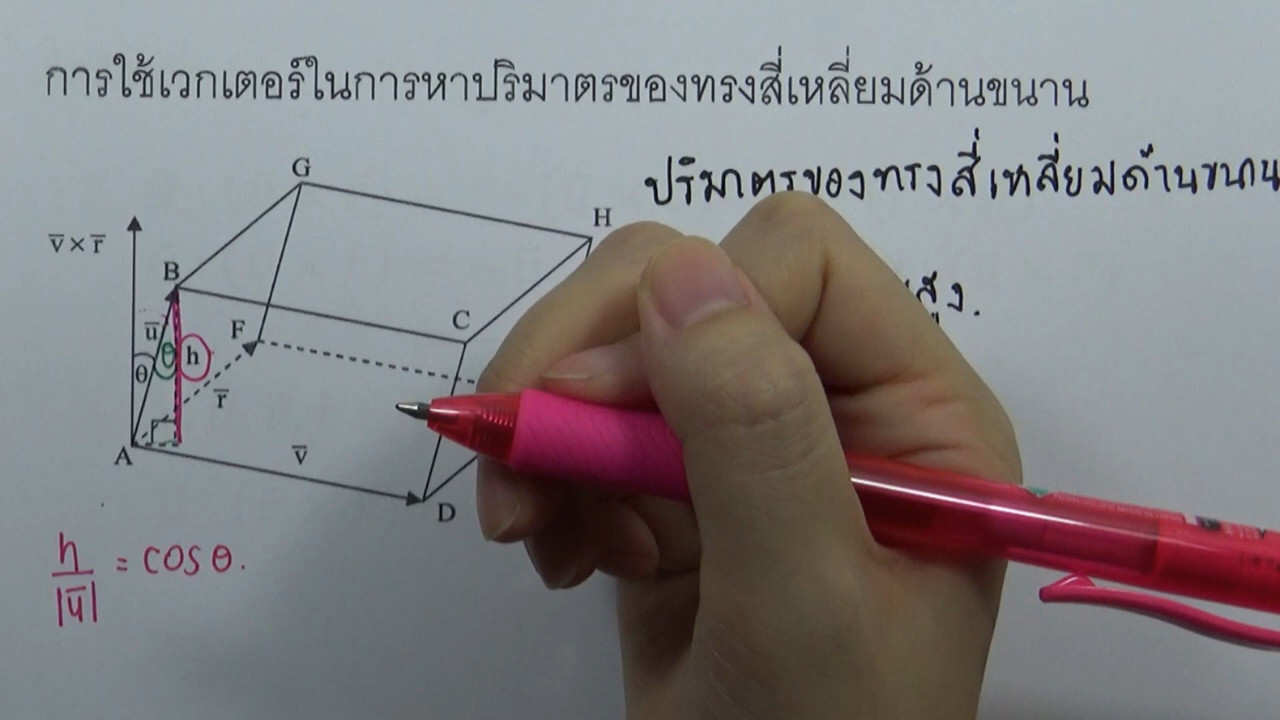 การใช้เวกเตอร์ในการหาปริมาตรของทรงสี่เหลี่ยมด้านขนาน
ปริมาตรของทรงสี่เหลี่ยมด้านขนาน
G
H
v̅ × r̅
B
สูง.
u̅
F
C
θ
θ
h
r̅
A
v̅
D
h/|u̅| = cos θ.